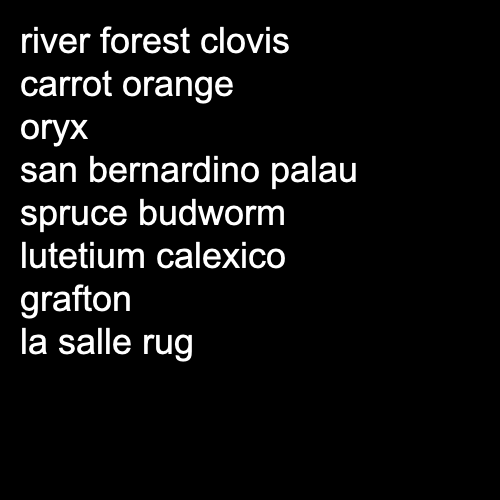 river forest clovis
carrot orange
oryx
san bernardino palau
spruce budworm
lutetium calexico
grafton
la salle rug